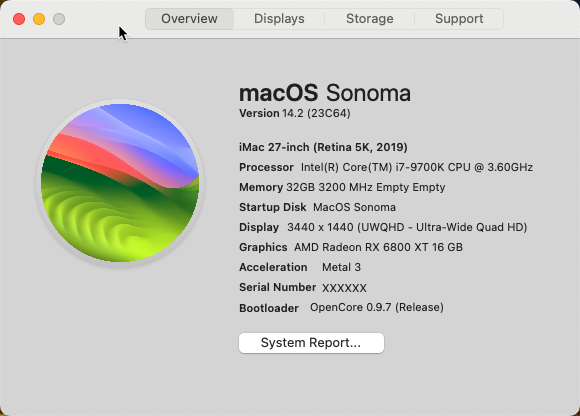 Overview Displays Storage Support
macOS Sonoma
Version 14.2 (23C64)
iMac 27-inch (Retina 5K, 2019)
Processor Intel(R) Core(TM) i7-9700K CPU @ 3.60GHz
Memory 32GB 3200 MHz Empty Empty
Startup Disk MacOS Sonoma
Display 3440 x 1440 (UWQHD - Ultra-Wide Quad HD)
Graphics AMD Radeon RX 6800 XT 16 GB
Acceleration Metal 3
Serial Number XXXXXX
Bootloader OpenCore 0.9.7 (Release)
System Report...